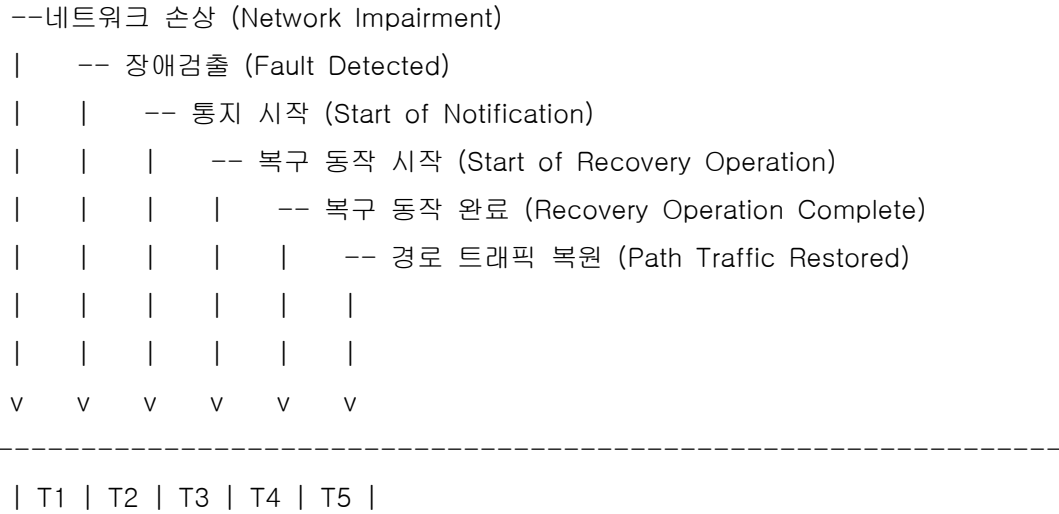 --네트워크 손상 (Network Impairment)
|    -- 장애검출 (Fault Detected)
|    |    -- 통지 시작 (Start of Notification)
|    |    |    -- 복구 동작 시작 (Start of Recovery Operation)
|    |    |    |    -- 복구 동작 완료 (Recovery Operation Complete)
|    |    |    |    |    -- 경로 트래픽 복원 (Path Traffic Restored)
|    |    |    |    |    |
|    |    |    |    |    |
v    v    v    v    v    v
-----------------------------------------------------------------
| T1 | T2 | T3 | T4 | T5 |